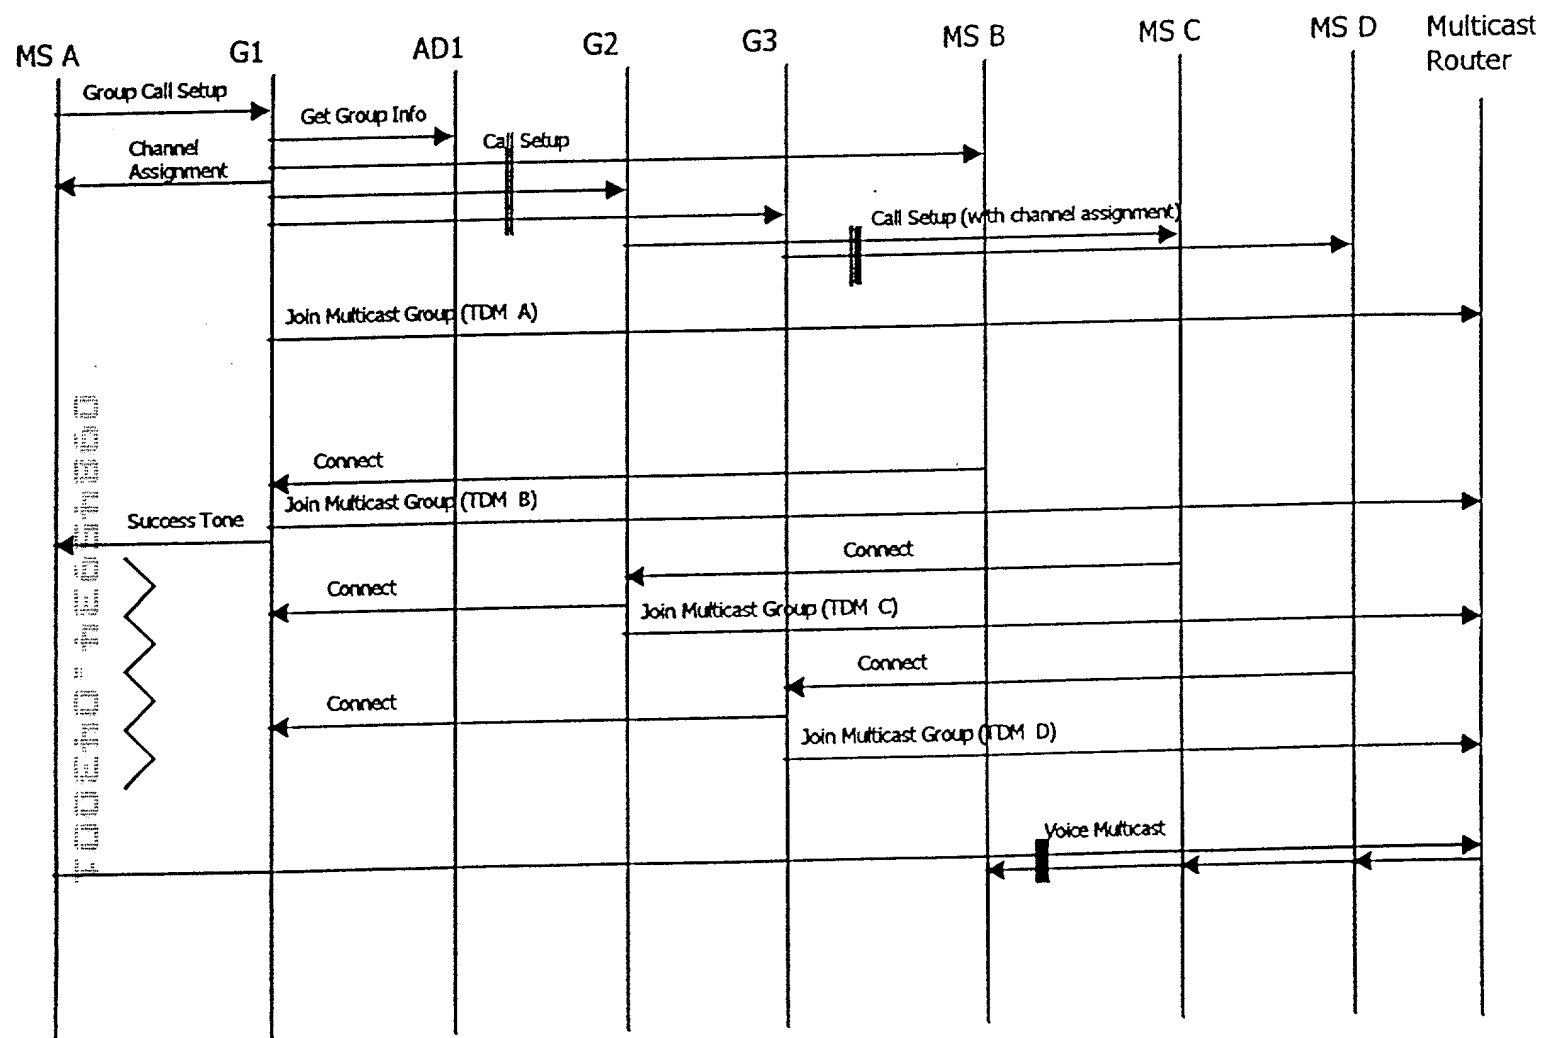 MS A
G1
AD1
G2
G3
MS B
MS C
MS D
Multicast
Router
Group Call Setup
Get Group Info
Call Setup
Channel
Assignment
Call Setup (with channel assignment)
Join Multicast Group (TDM A)
Connect
Join Multicast Group (TDM B)
Success Tone
Connect
Connect
Join Multicast Group (TDM C)
Connect
Connect
Join Multicast Group (TDM D)
Voice Multicast